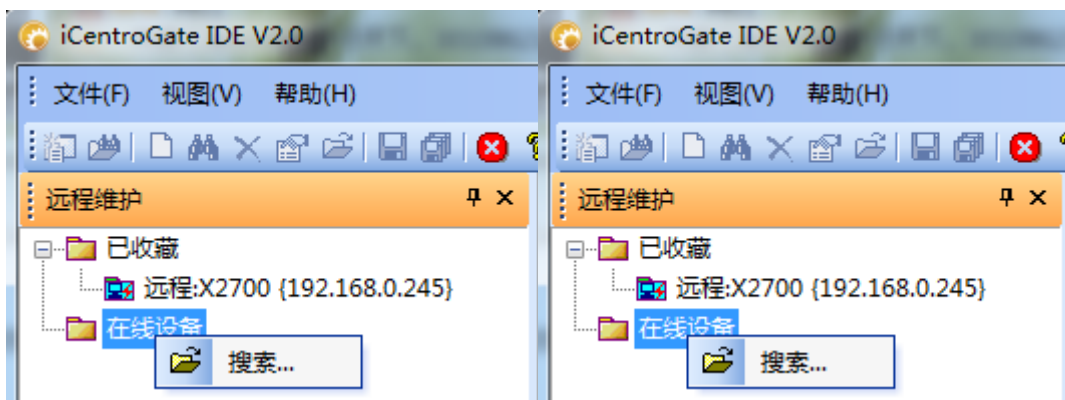 iCentroGate IDE V2.0
文件(F) 视图(V) 帮助(H)
远程维护
已收藏
远程:X2700 {192.168.0.245}
在线设备
搜索...
iCentroGate IDE V2.0
文件(F) 视图(V) 帮助(H)
远程维护
已收藏
远程:X2700 {192.168.0.245}
在线设备
搜索...